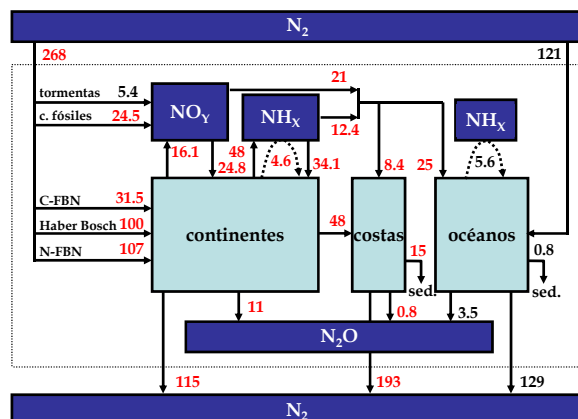 N₂
268
121
tormentas 5.4
c. fósiles 24.5
NOY
NHX
21
12.4
NHX
16.1
24.8
48
4.6
34.1
8.4
25
5.6
C-FBN 31.5
Haber Bosch 100
N-FBN 107
continentes
48
costas
océanos
15
sed.
0.8
sed.
11
0.8
3.5
N₂O
115
193
129
N₂